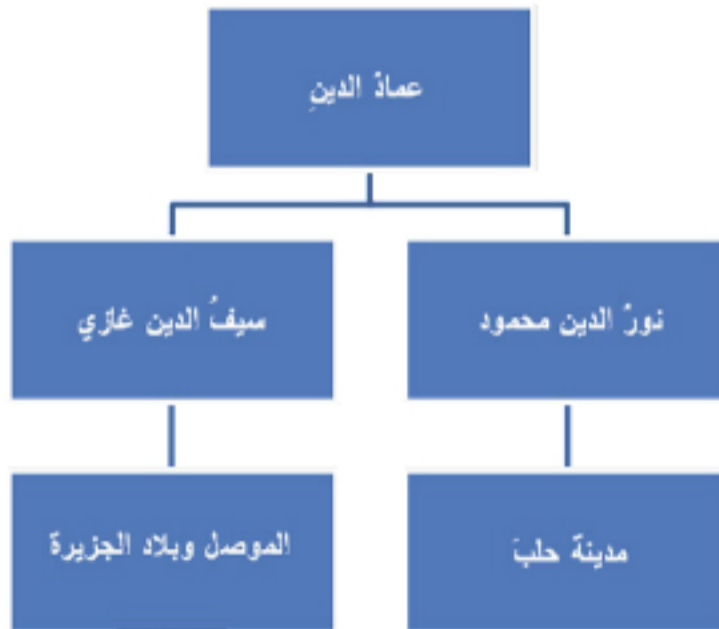 عمادُ الدينِ
نورُ الدين محمود
سيفُ الدين غازي
مدينة حلبَ
الموصل وبلاد الجزيرة